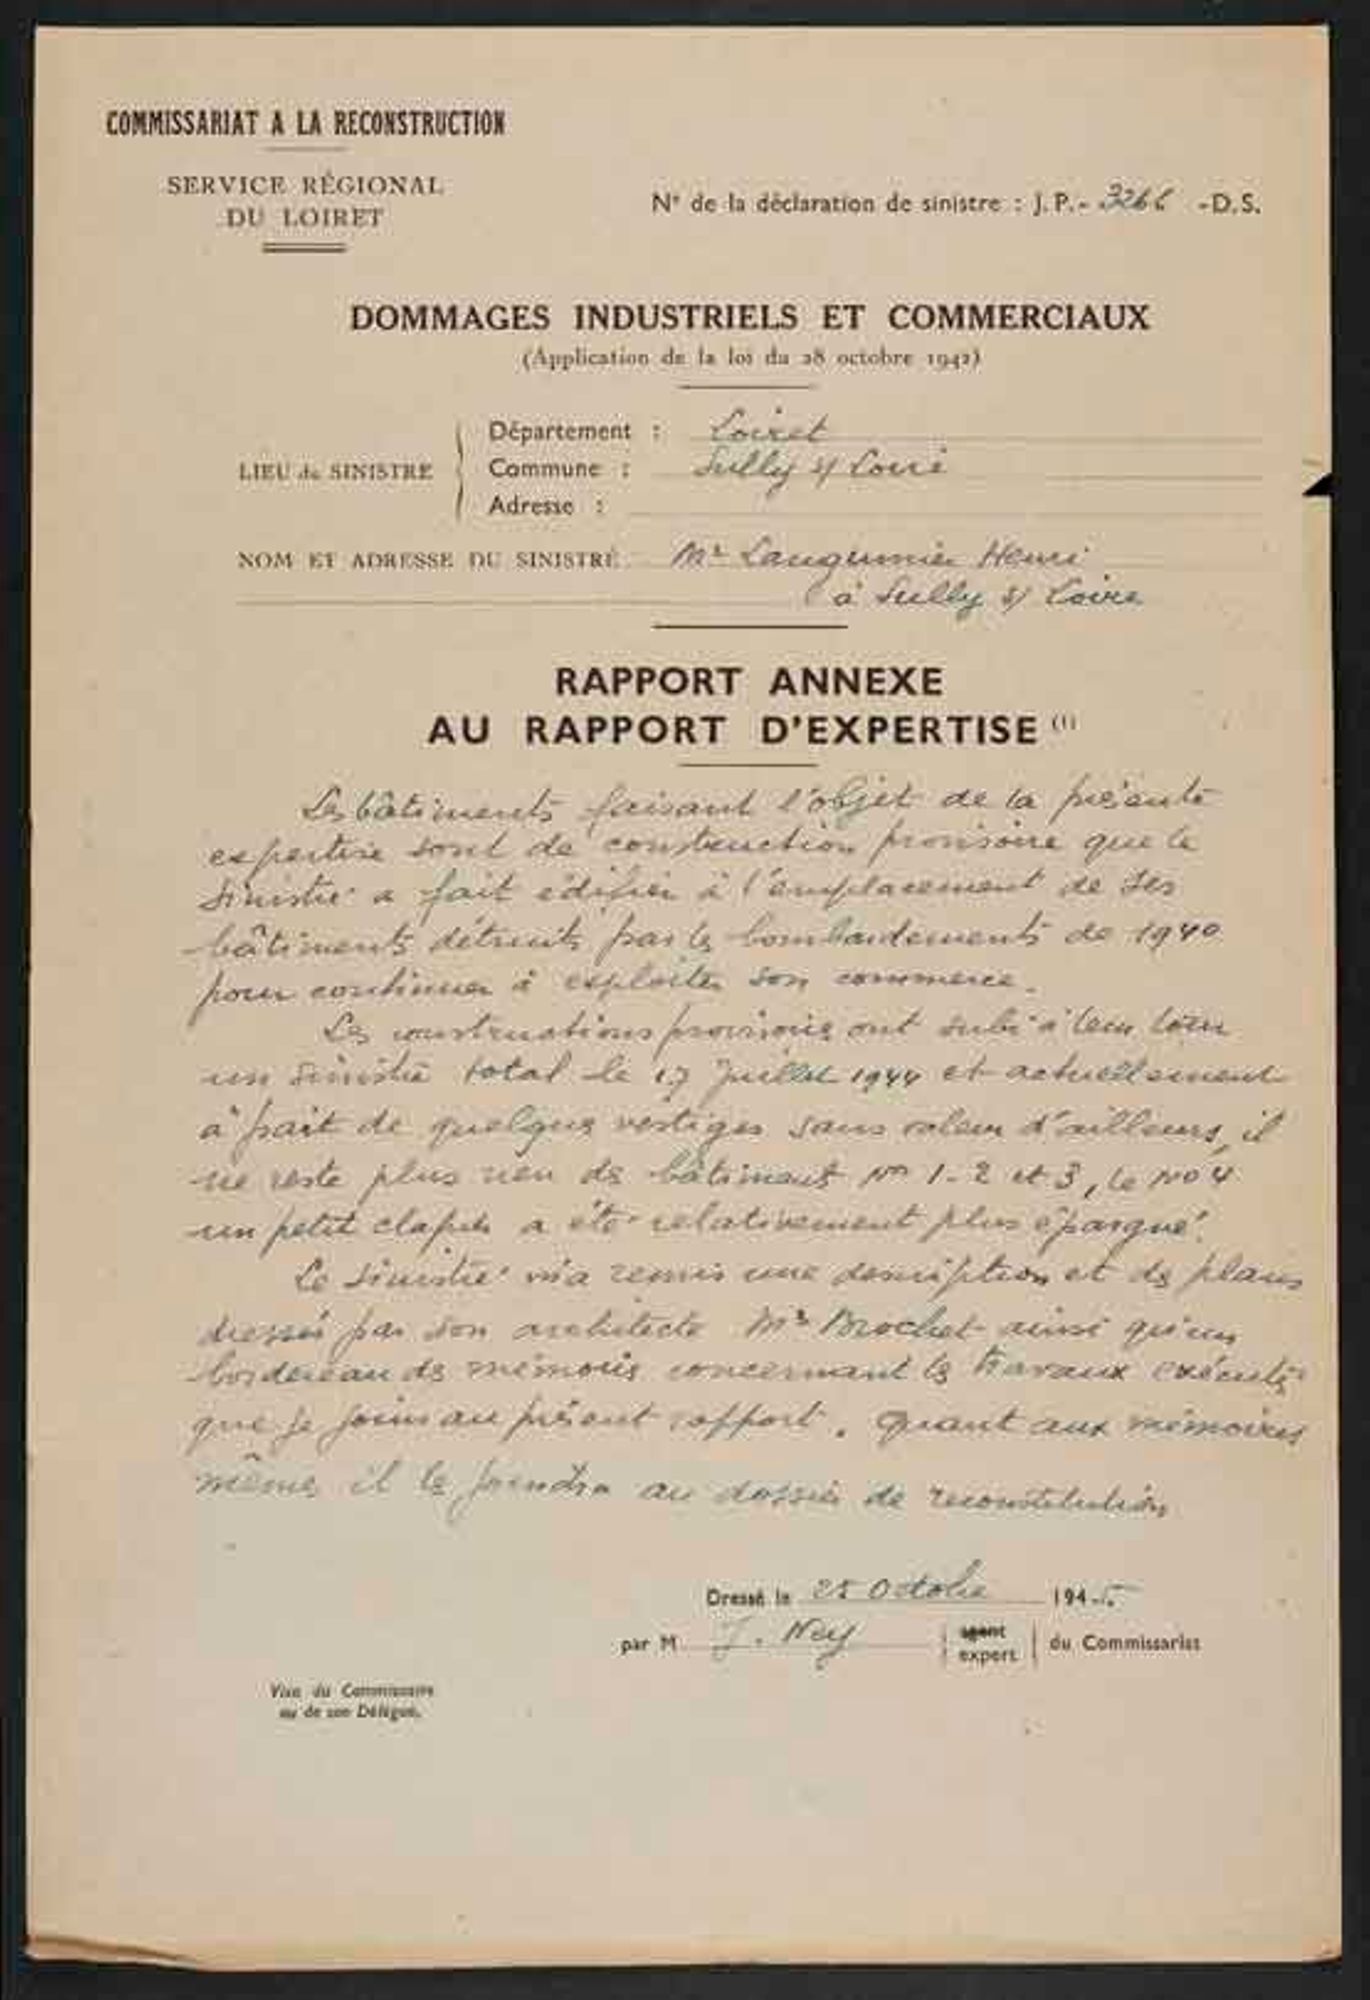 COMMISSARIAT A LA RECONSTRUCTION
SERVICE RÉGIONAL
DU LOIRET
N° de la déclaration de sinistre : J. P. - 3266 - D. S.
DOMMAGES INDUSTRIELS ET COMMERCIAUX
(Application de la loi du 28 octobre 1942)
LIEU du SINISTRE
Département : Loiret
Commune : Sully s/ Loire
Adresse :
NOM ET ADRESSE DU SINISTRÉ Mr Henri
à Sully s/ Loire
RAPPORT ANNEXE
AU RAPPORT D'EXPERTISE (1)
Les bâtiments faisant l'objet de la présente
expertise sont de construction provisoire que le
sinistré a fait édifier à l'emplacement de ses
bâtiments détruits par les bombardements de 1940
pour continuer à exploiter son commerce.
Les constructions provisoires ont subi à leur tour
un sinistre total le 17 Juillet 1944 et actuellement
à part de quelques vestiges sans valeur d'ailleurs, il
ne reste plus rien des bâtiments Nos 1-2 et 3, le No 4
un petit clapier a été relativement plus épargné.
Le sinistré m'a remis une description et des plans
dressés par son architecte Mr Brochet ainsi qu'un
bordereau des mémoires concernant les travaux exécutés
que je joins au présent rapport. Quant aux mémoires
même il les joindra au dossier de reconstitution
Dressé le 25 Octobre 1945
par M J. Ney agent expert du Commissariat
Visa du Commissaire
ou de son Délégué.